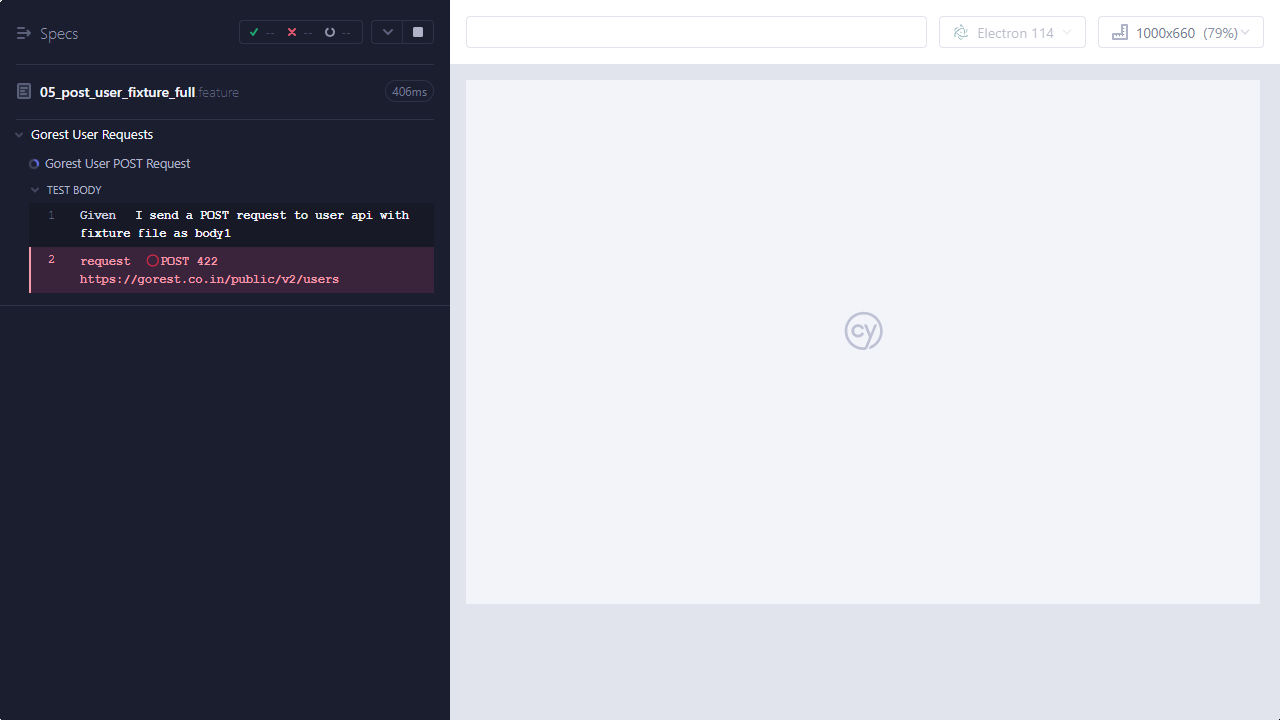 Specs
-- -- --
05_post_user_fixture_full.feature 406ms
Gorest User Requests
Gorest User POST Request
TEST BODY
1 Given I send a POST request to user api with
fixture file as body1
2 request POST 422
https://gorest.co.in/public/v2/users
Electron 114
1000x660 (79%)
cy